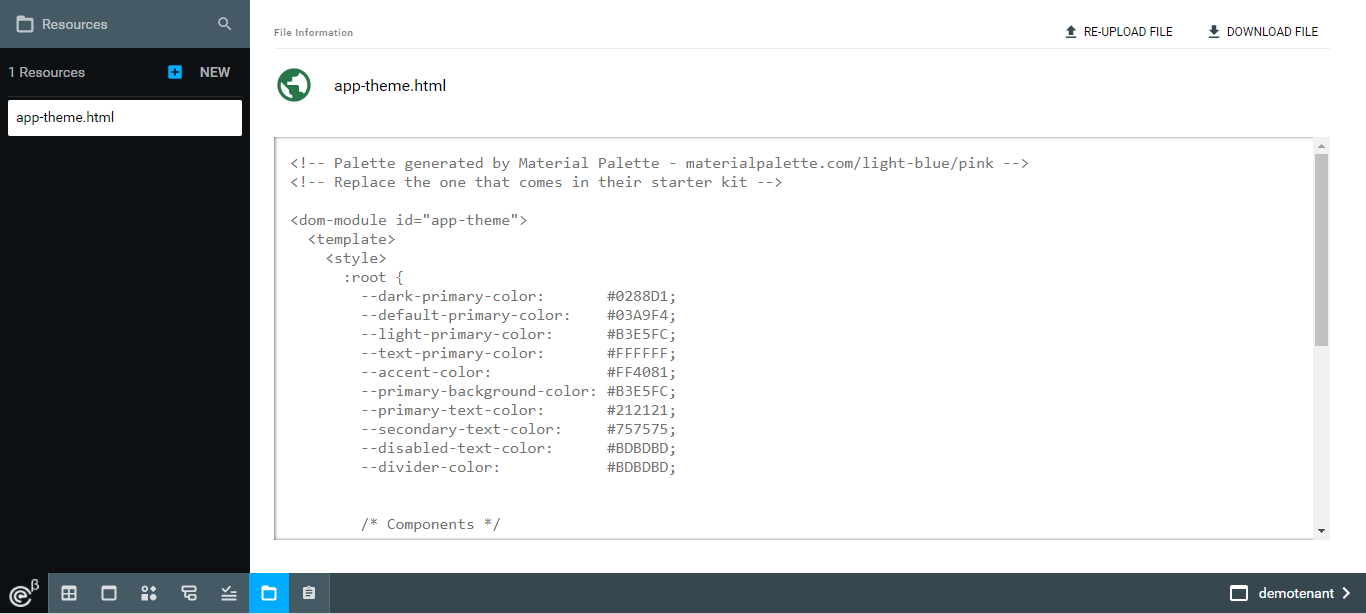 Resources
1 Resources
NEW
app-theme.html
File Information
RE-UPLOAD FILE
DOWNLOAD FILE
app-theme.html
<!-- Palette generated by Material Palette - materialpalette.com/light-blue/pink -->
<!-- Replace the one that comes in their starter kit -->
<dom-module id="app-theme">
<template>
<style>
:root {
--dark-primary-color: #0288D1;
--default-primary-color: #03A9F4;
--light-primary-color: #B3E5FC;
--text-primary-color: #FFFFFF;
--accent-color: #FF4081;
--primary-background-color: #B3E5FC;
--primary-text-color: #212121;
--secondary-text-color: #757575;
--disabled-text-color: #BDBDBD;
--divider-color: #BDBDBD;
/* Components */
e β
demotenant